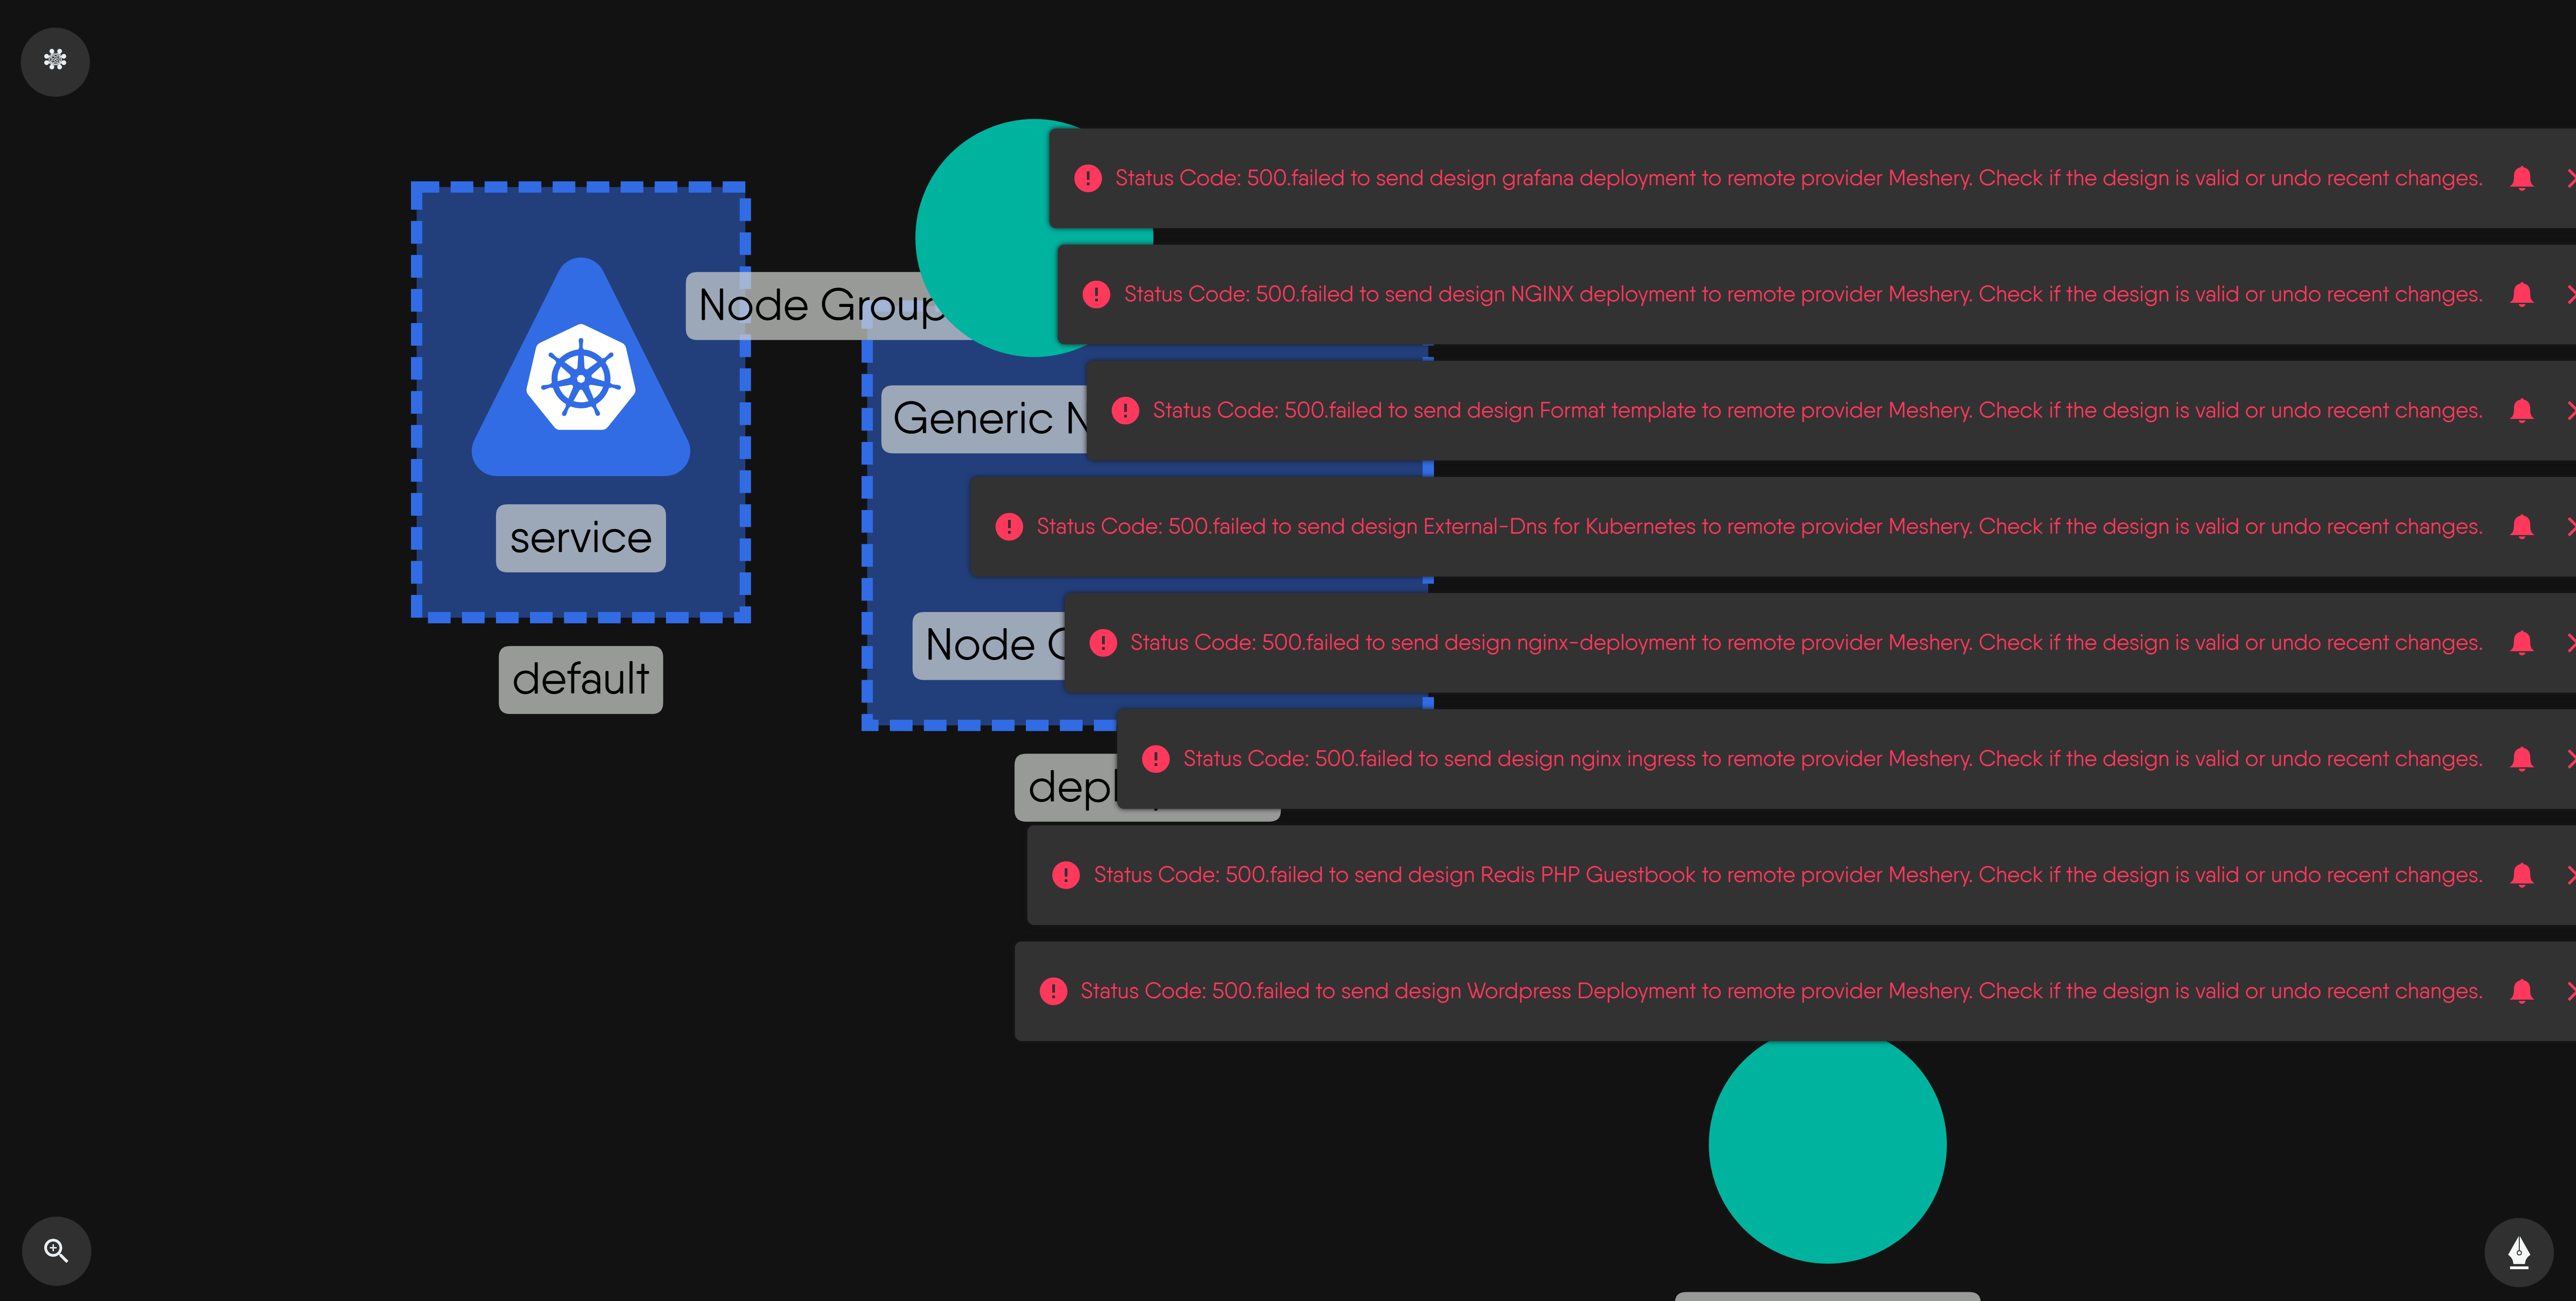 Status Code: 500.failed to send design grafana deployment to remote provider Meshery. Check if the design is valid or undo recent changes.
Status Code: 500.failed to send design NGINX deployment to remote provider Meshery. Check if the design is valid or undo recent changes.
Node Group
Status Code: 500.failed to send design Format template to remote provider Meshery. Check if the design is valid or undo recent changes.
Generic
Status Code: 500.failed to send design External-Dns for Kubernetes to remote provider Meshery. Check if the design is valid or undo recent changes.
service
Status Code: 500.failed to send design nginx-deployment to remote provider Meshery. Check if the design is valid or undo recent changes.
Node
default
Status Code: 500.failed to send design nginx ingress to remote provider Meshery. Check if the design is valid or undo recent changes.
Status Code: 500.failed to send design Redis PHP Guestbook to remote provider Meshery. Check if the design is valid or undo recent changes.
Status Code: 500.failed to send design Wordpress Deployment to remote provider Meshery. Check if the design is valid or undo recent changes.